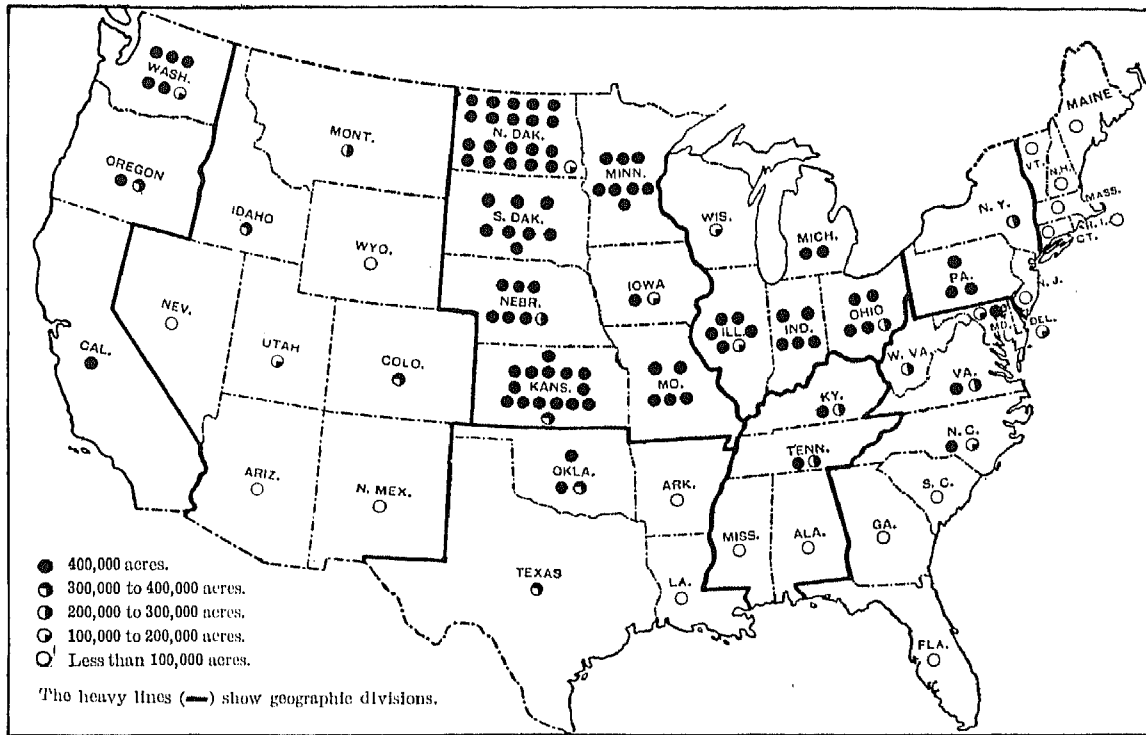 WASH.
MAINE
MONT.
N. DAK.
MINN.
OREGON
VT.
N.H.
IDAHO
S. DAK.
WIS.
N. Y.
MASS.
R. I.
CT.
WYO.
MICH.
NEBR.
IOWA
PA.
N. J.
NEV.
OHIO
ILL.
IND.
MD.
DEL.
CAL.
UTAH
COLO.
W. VA.
KANS.
MO.
VA.
KY.
N. C.
TENN.
ARIZ.
N. MEX.
OKLA.
ARK.
S. C.
MISS.
ALA.
GA.
TEXAS
LA.
FLA.
400,000 acres.
300,000 to 400,000 acres.
200,000 to 300,000 acres.
100,000 to 200,000 acres.
Less than 100,000 acres.
The heavy lines (━) show geographic divisions.